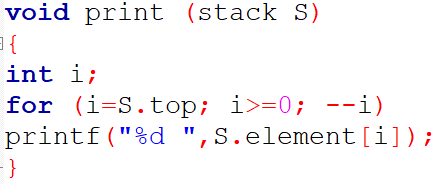 void print (stack S)
{
int i;
for (i=S.top; i>=0; --i)
printf("%d ",S.element[i]);
}